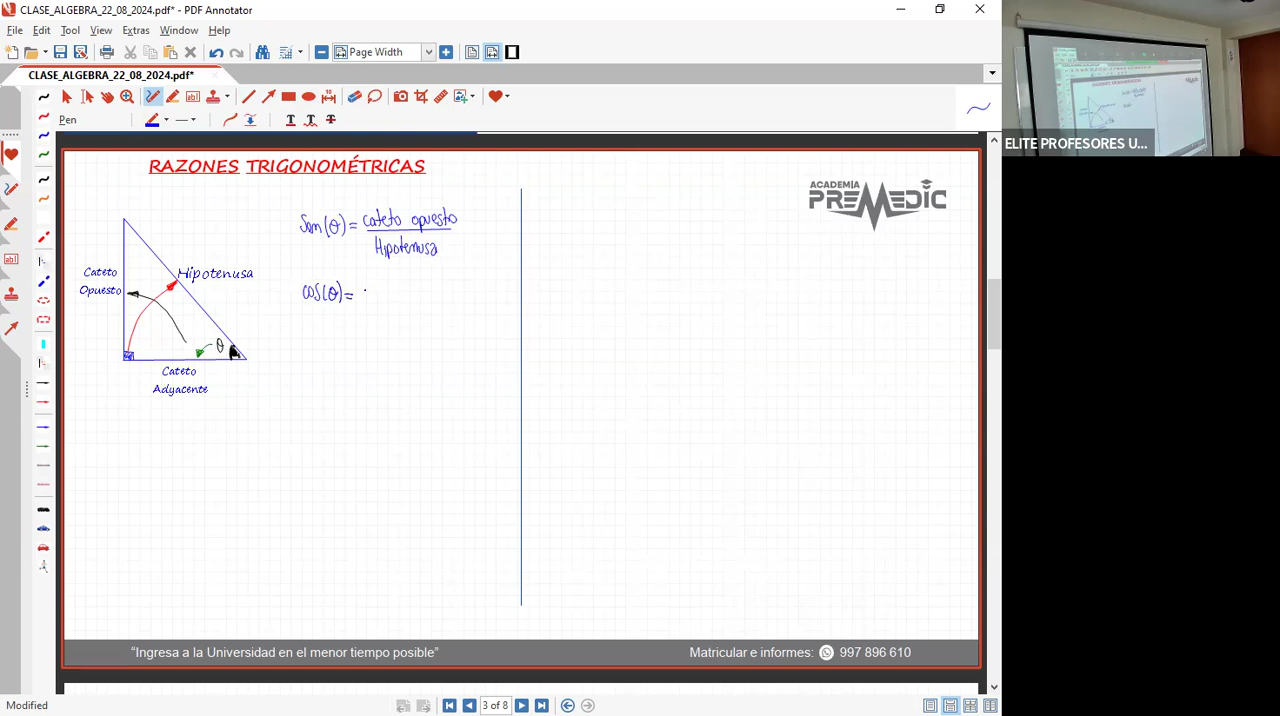 CLASE_ALGEBRA_22_08_2024.pdf* - PDF Annotator
File Edit Tool View Extras Window Help
Page Width
CLASE_ALGEBRA_22_08_2024.pdf*
Pen
RAZONES TRIGONOMÉTRICAS
ACADEMIA
PREMEDIC
Sen(θ) = cateto opuesto
Hipotenusa
cos(θ) =
Hipotenusa
Cateto
Opuesto
θ
Cateto
Adyacente
ELITE PROFESORES U...
“Ingresa a la Universidad en el menor tiempo posible” Matricular e informes: 997 896 610
Modified
3 of 8